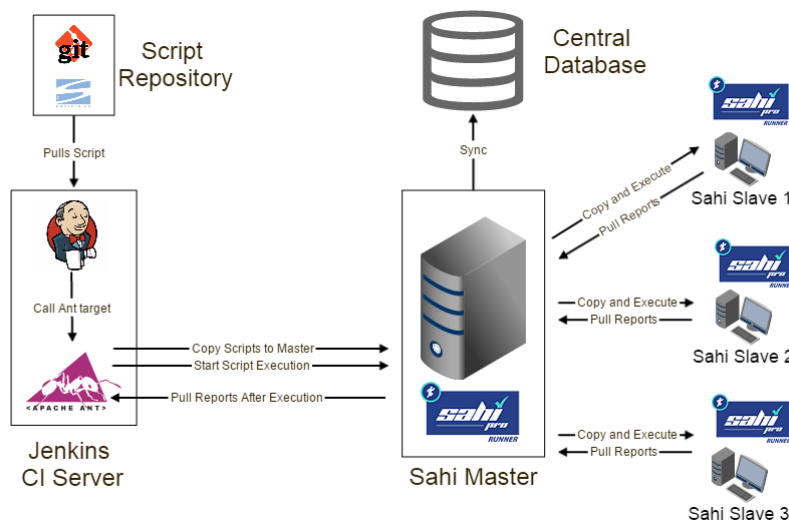 git
Script
Repository
Pulls Script
Call Ant target
<APACHE ANT>
Jenkins
CI Server
Copy Scripts to Master
Start Script Execution
Pull Reports After Execution
Central
Database
Sync
sahi
pro
RUNNER
Sahi Master
Copy and Execute
Pull Reports
sahi
pro
RUNNER
Sahi Slave 1
Copy and Execute
Pull Reports
sahi
pro
RUNNER
Sahi Slave 2
Copy and Execute
Pull Reports
sahi
pro
RUNNER
Sahi Slave 3